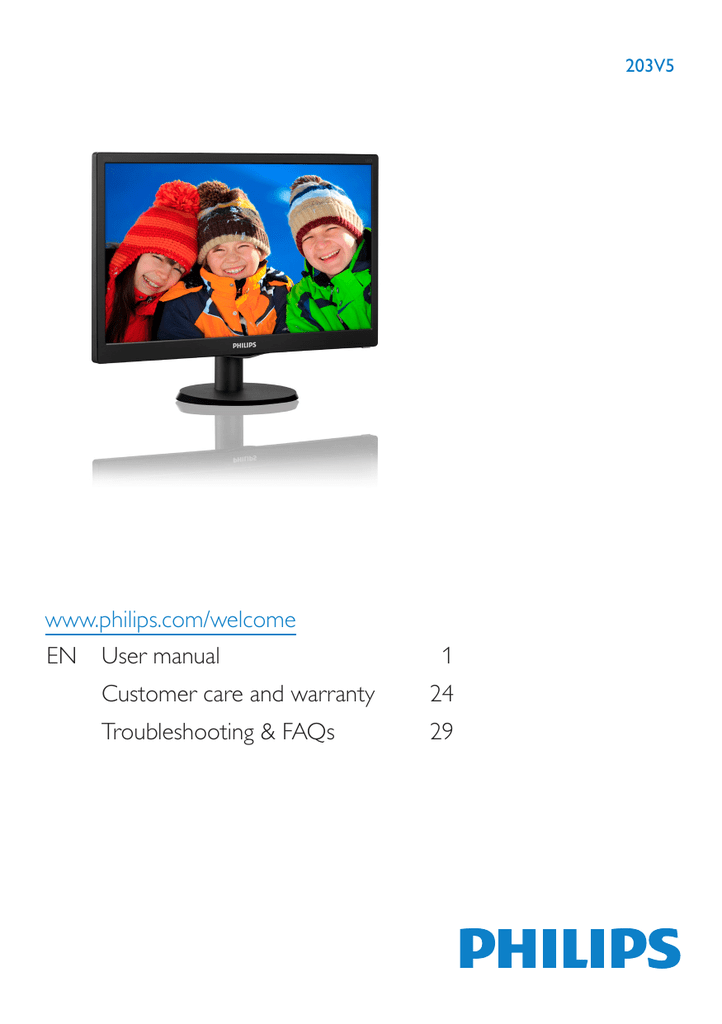 203V5
PHILIPS
www.philips.com/welcome
EN User manual 1
Customer care and warranty 24
Troubleshooting & FAQs 29
PHILIPS